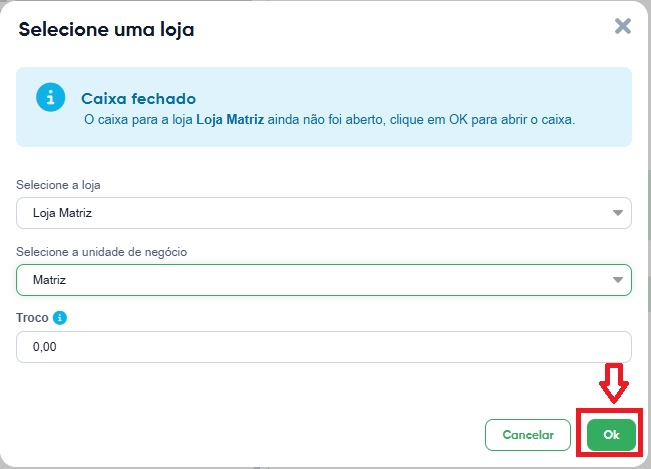 Selecione uma loja
Caixa fechado
O caixa para a loja Loja Matriz ainda não foi aberto, clique em OK para abrir o caixa.
Selecione a loja
Loja Matriz
Selecione a unidade de negócio
Matriz
Troco
0,00
Cancelar
Ok